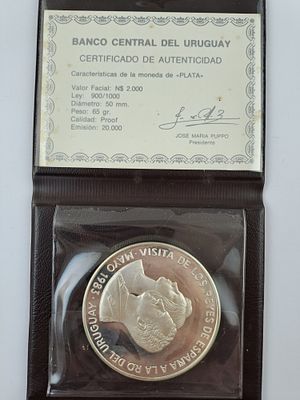 BANCO CENTRAL DEL URUGUAY
CERTIFICADO DE AUTENTICIDAD
Características de la moneda de «PLATA»
Valor Facial: N$ 2.000
Ley: 900/1000
Diámetro: 50 mm.
Peso: 65 gr.
Calidad: Proof
Emisión: 20.000
JOSE MARIA PUPPO
Presidente
VISITA DE LOS REYES DE ESPAÑA A LA R.O. DEL URUGUAY · MAYO 1983 ·